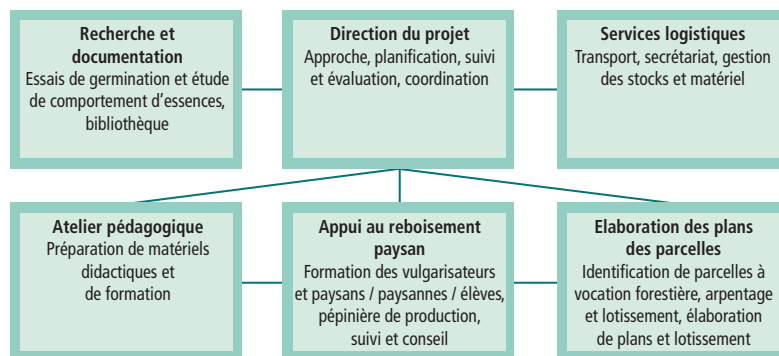 Recherche et
documentation
Essais de germination et étude
de comportement d'essences,
bibliothèque
Direction du projet
Approche, planification, suivi
et évaluation, coordination
Services logistiques
Transport, secrétariat, gestion
des stocks et matériel
Atelier pédagogique
Préparation de matériels
didactiques et
de formation
Appui au reboisement
paysan
Formation des vulgarisateurs
et paysans / paysannes / élèves,
pépinière de production,
suivi et conseil
Elaboration des plans
des parcelles
Identification de parcelles à
vocation forestière, arpentage
et lotissement, élaboration
de plans et lotissement